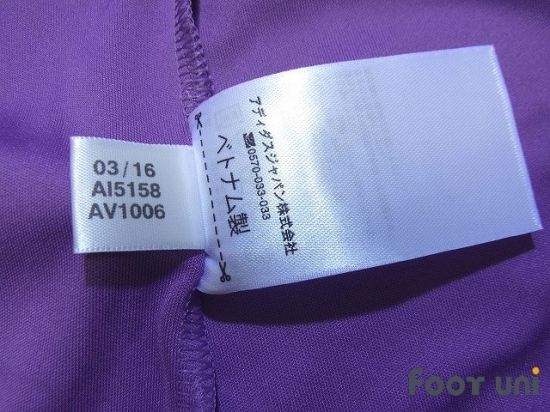 03/16
AI5158
AV1006
アディダスジャパン株式会社
☎0570-033-033
ベトナム製
FOOT uni